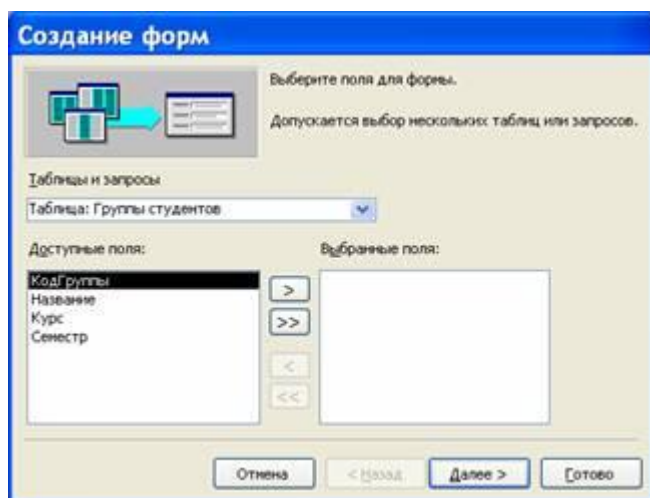 Создание форм
Выберите поля для формы.
Допускается выбор нескольких таблиц или запросов.
Таблицы и запросы
Таблица: Группы студентов
Доступные поля:
Выбранные поля:
КодГруппы
Название
Курс
Семестр
>
>>
<
<<
Отмена
< Назад
Далее >
Готово